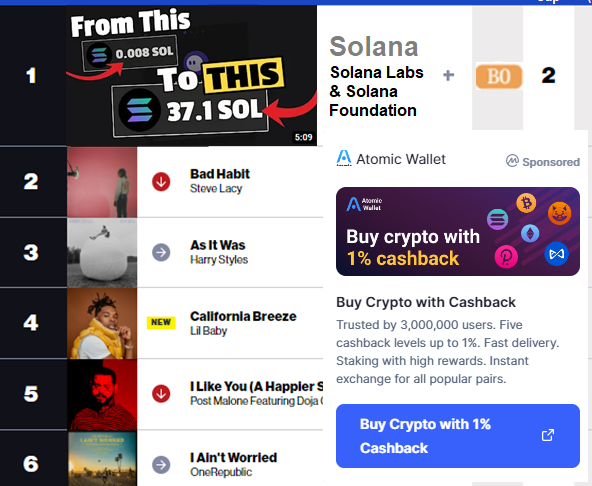 From This
0.008 SOL
To THIS
37.1 SOL
5:09
1
Solana
Solana Labs
& Solana
Foundation
+
BO
2
2
Bad Habit
Steve Lacy
3
As It Was
Harry Styles
4
NEW
California Breeze
Lil Baby
5
I Like You (A Happier S
Post Malone Featuring Doja
6
I Ain't Worried
OneRepublic
Atomic Wallet
Sponsored
Atomic
Wallet
Buy crypto with
1% cashback
Buy Crypto with Cashback
Trusted by 3,000,000 users. Five
cashback levels up to 1%. Fast delivery.
Staking with high rewards. Instant
exchange for all popular pairs.
Buy Crypto with 1%
Cashback